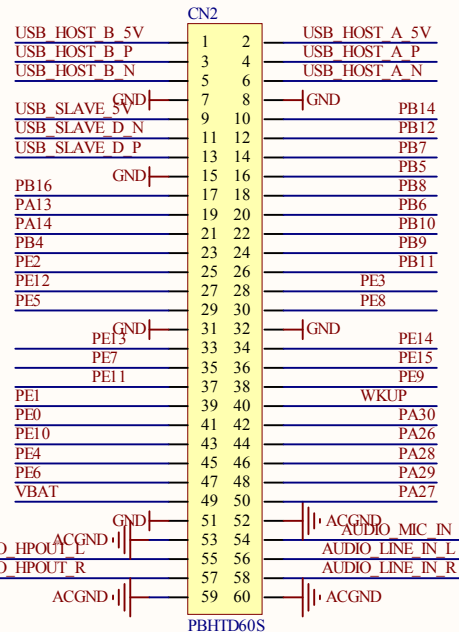 CN2
USB_HOST_B_5V 1 2 USB_HOST_A_5V
USB_HOST_B_P 3 4 USB_HOST_A_P
USB_HOST_B_N 5 6 USB_HOST_A_N
GND 7 8 GND
USB_SLAVE_5V 9 10 PB14
USB_SLAVE_D_N 11 12 PB12
USB_SLAVE_D_P 13 14 PB7
GND 15 16 PB5
PB16 17 18 PB8
PA13 19 20 PB6
PA14 21 22 PB10
PB4 23 24 PB9
PE2 25 26 PB11
PE12 27 28 PE3
PE5 29 30 PE8
GND 31 32 GND
PE13 33 34 PE14
PE7 35 36 PE15
PE11 37 38 PE9
PE1 39 40 WKUP
PE0 41 42 PA30
PE10 43 44 PA26
PE4 45 46 PA28
PE6 47 48 PA29
VBAT 49 50 PA27
GND 51 52 ACGND
ACGND 53 54 AUDIO_MIC_IN
O_HPOUT_L 55 56 AUDIO_LINE_IN_L
O_HPOUT_R 57 58 AUDIO_LINE_IN_R
ACGND 59 60 ACGND
PBHTD60S